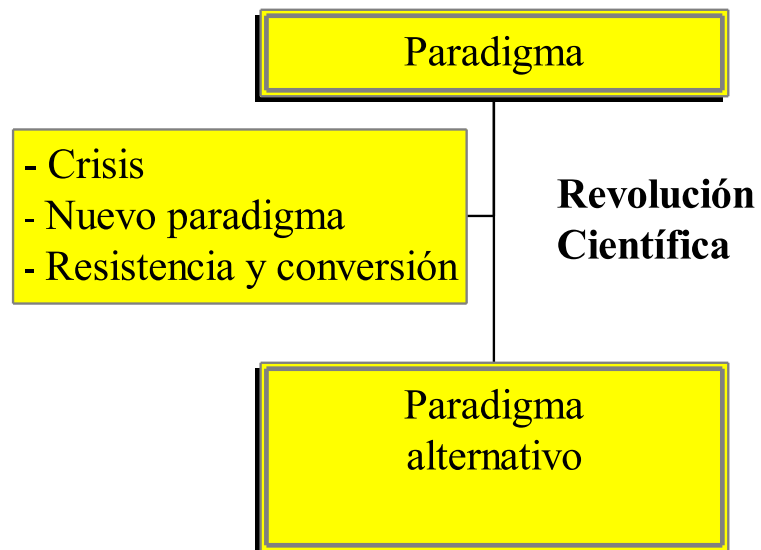 Paradigma
- Crisis
- Nuevo paradigma
- Resistencia y conversión
Revolución
Científica
Paradigma
alternativo